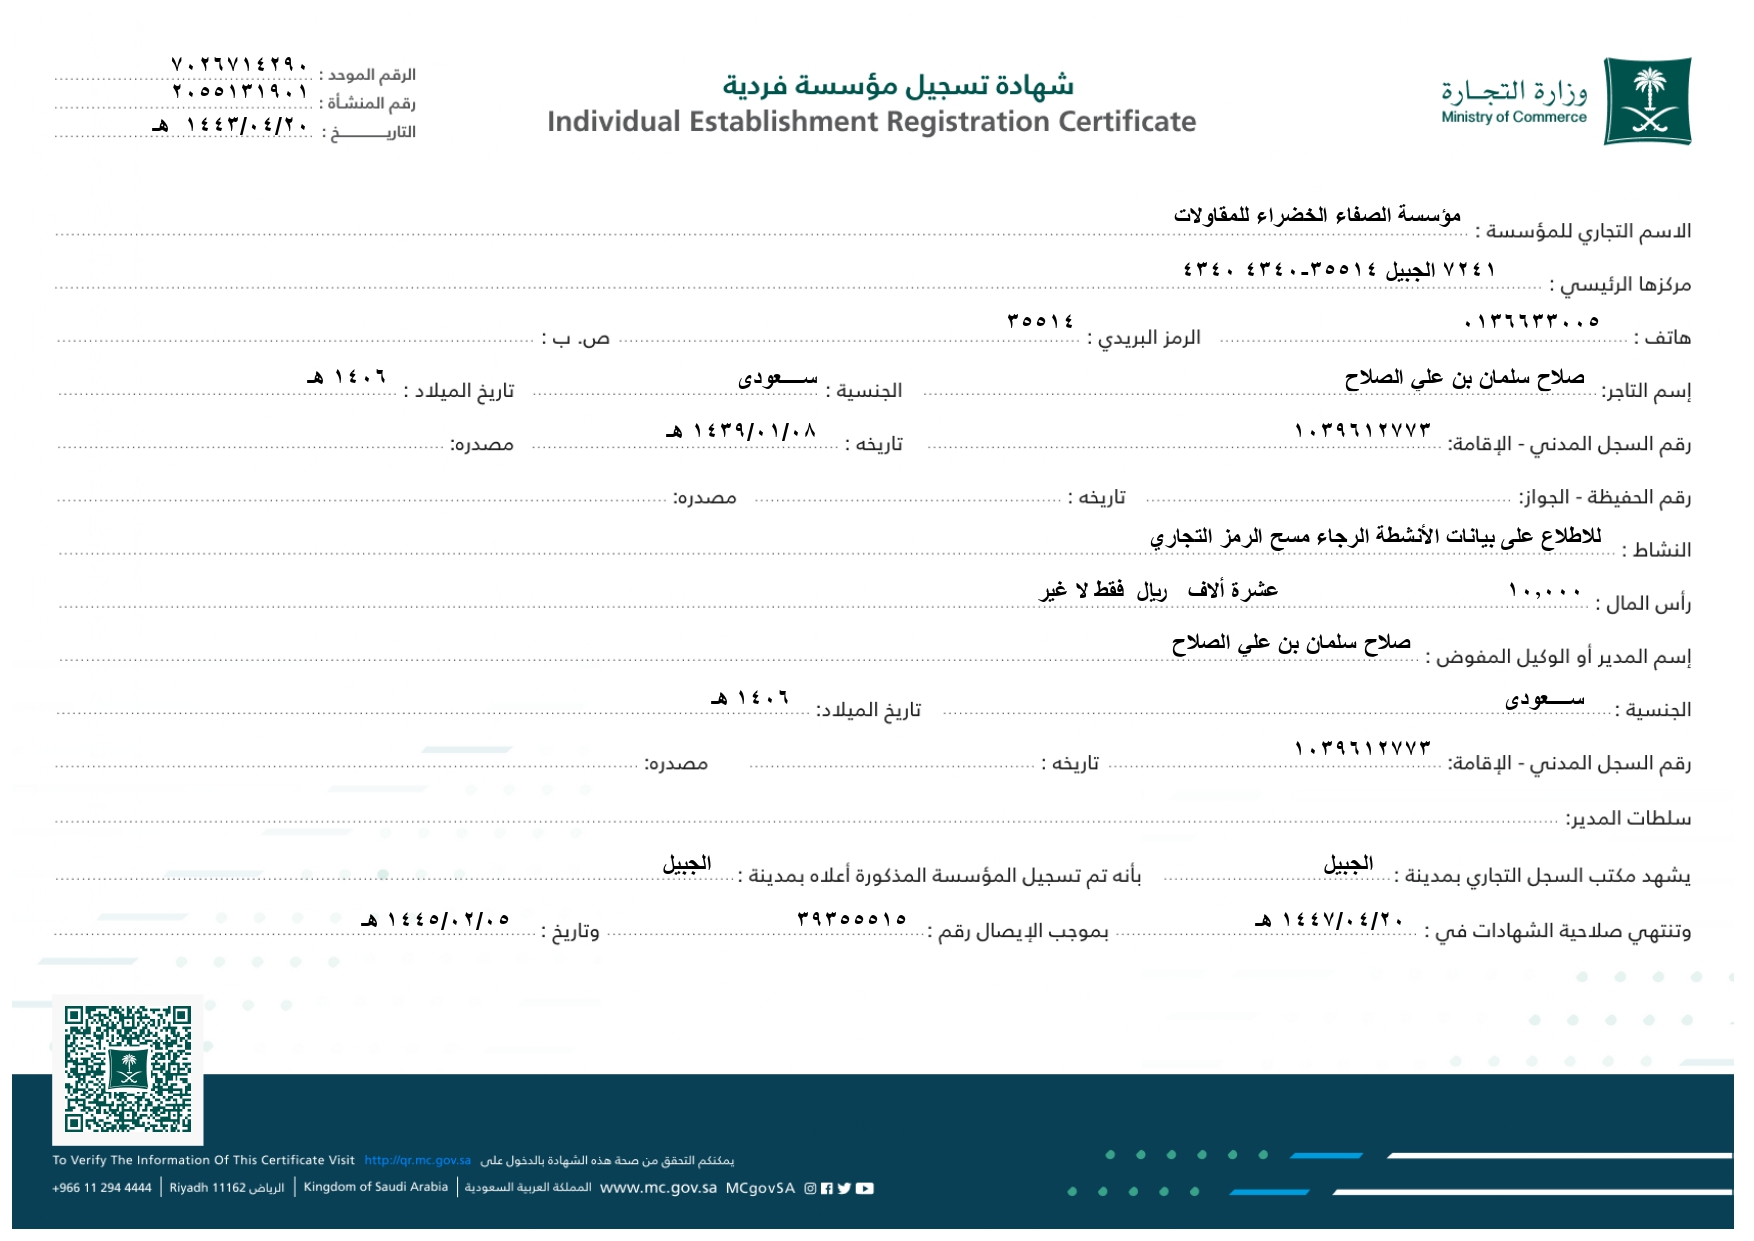 وزارة التجـارة
Ministry of Commerce
شهادة تسجيل مؤسسة فردية
Individual Establishment Registration Certificate
الرقم الموحد : ٧٠٢٦٧١٤٢٩٠
رقم المنشأة : ٢٠٥٥١٣١٩٠١
التاريـــــــخ : ١٤٤٣/٠٤/٢٠ هـ
الاسم التجاري للمؤسسة : مؤسسة الصفاء الخضراء للمقاولات
مركزها الرئيسي : ٧٢٤١ الجبيل ٣٥٥١٤-٤٣٤٠ ٤٣٤٠
هاتف : ٠١٣٦٦٣٣٠٠٥ الرمز البريدي : ٣٥٥١٤ ص. ب :
إسم التاجر: صلاح سلمان بن علي الصلاح الجنسية : ســـعودى تاريخ الميلاد : ١٤٠٦ هـ
رقم السجل المدني - الإقامة: ١٠٣٩٦١٢٧٧٣ تاريخه : ١٤٣٩/٠١/٠٨ هـ مصدره:
رقم الحفيظة - الجواز: تاريخه : مصدره:
النشاط : للاطلاع على بيانات الأنشطة الرجاء مسح الرمز التجاري
رأس المال : ١٠,٠٠٠ عشرة ألاف ريال فقط لا غير
إسم المدير أو الوكيل المفوض : صلاح سلمان بن علي الصلاح
الجنسية : ســـعودى تاريخ الميلاد: ١٤٠٦ هـ
رقم السجل المدني - الإقامة: ١٠٣٩٦١٢٧٧٣ تاريخه : مصدره:
سلطات المدير:
يشهد مكتب السجل التجاري بمدينة : الجبيل بأنه تم تسجيل المؤسسة المذكورة أعلاه بمدينة : الجبيل
وتنتهي صلاحية الشهادات في : ١٤٤٧/٠٤/٢٠ هـ بموجب الإيصال رقم : ٣٩٣٥٥٥١٥ وتاريخ : ١٤٤٥/٠٢/٠٥ هـ
To Verify The Information Of This Certificate Visit http://qr.mc.gov.sa يمكنكم التحقق من صحة هذه الشهادة بالدخول على
+966 11 294 4444 | Riyadh 11162 الرياض | Kingdom of Saudi Arabia | المملكة العربية السعودية www.mc.gov.sa MCgovSA